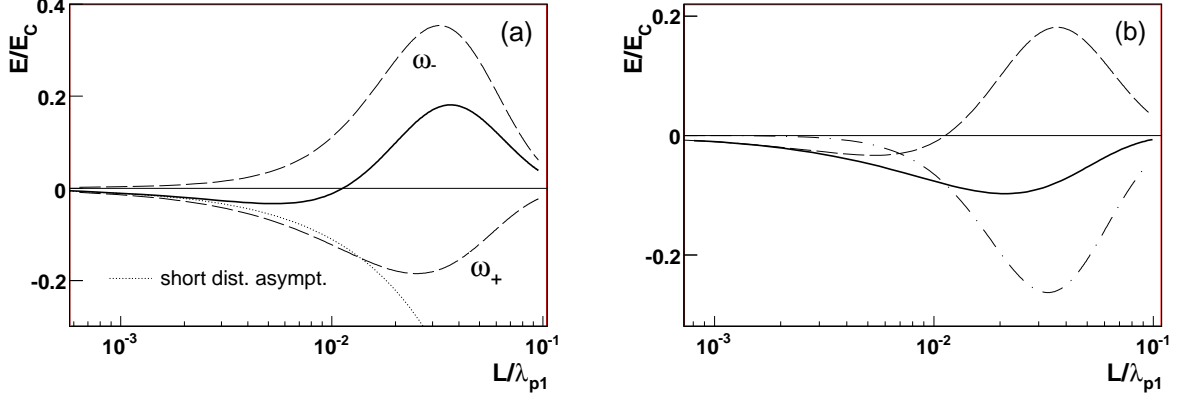 0.4
0.2
0
-0.2
E/E_C
(a)
ω_-
ω_+
short dist. asympt.
10^-3
10^-2
10^-1
L/λ_p1
0.2
0
-0.2
E/E_C
(b)
10^-3
10^-2
10^-1
L/λ_p1